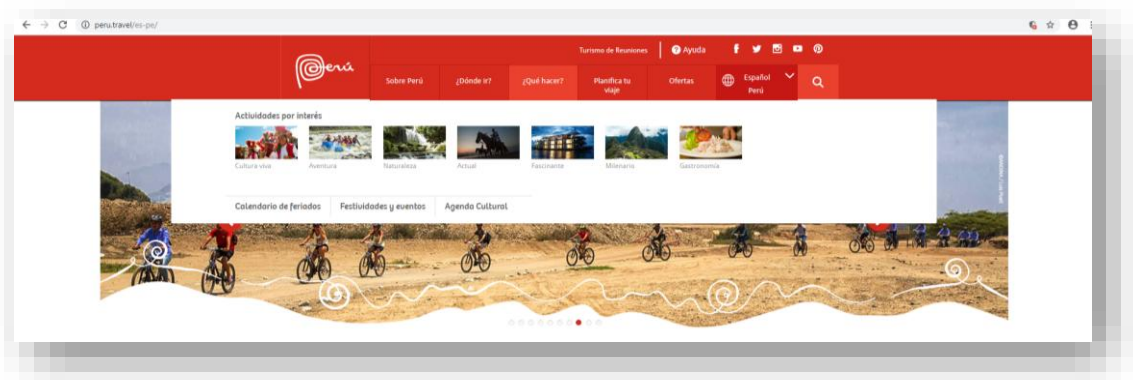 peru.travel/es-pe/
Turismo de Reuniones
Ayuda
Perú
Sobre Perú
¿Dónde ir?
¿Qué hacer?
Planifica tu
viaje
Ofertas
Español
Perú
Actividades por interés
Cultura viva
Aventura
Naturaleza
Actual
Fascinante
Milenario
Gastronomía
Calendario de feriados
Festividades y eventos
Agenda Cultural